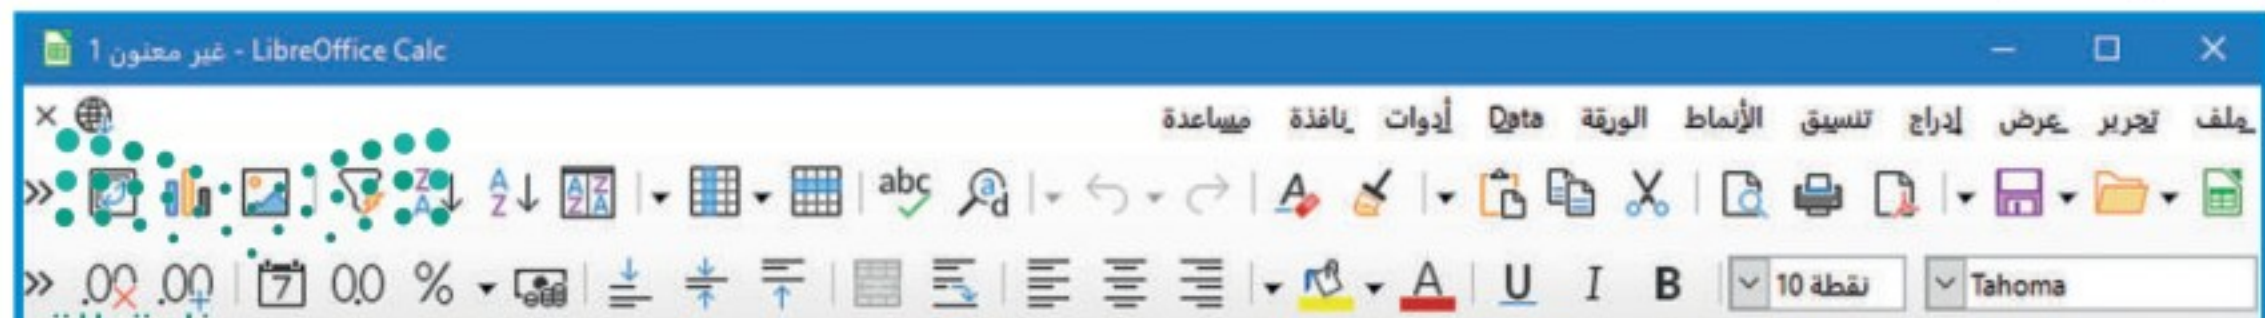 غير معنون 1 - LibreOffice Calc
ملف تحرير عرض إدراج تنسيق الأنماط الورقة Data أدوات نافذة مساعدة
abc
Tahoma نقطة 10 B I U A % 0.0 7 .00 .00